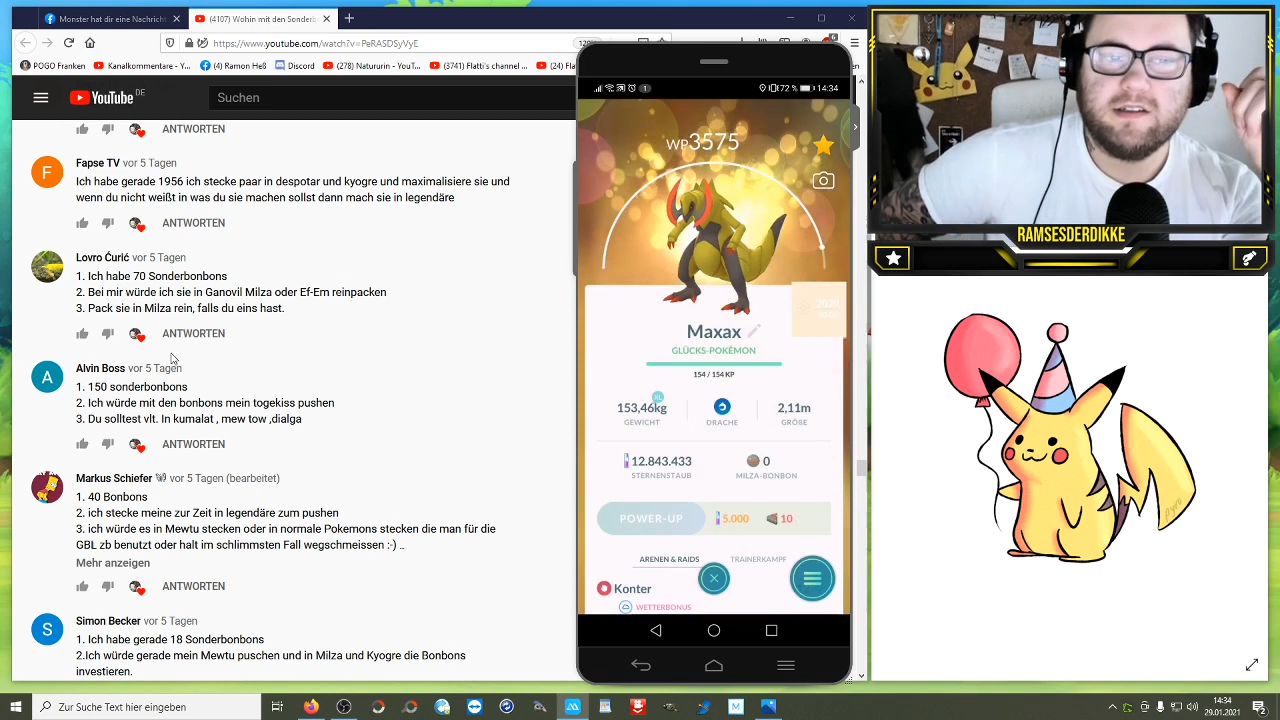 Monster hat dir eine Nachricht
(4107) Wohin mit den Sonderb
https://www.youtube.com/watch?v=PeRASDSyVyE
POGO Franken
Kanalkommentare - Y...
(4) Ramon Heß
Discord
(278) Natururin - YouT...
(3741) Flatti's channel ...
(24) Flatti
YouTube DE
Suchen
ANTWORTEN
F
Fapse TV vor 5 Tagen
Ich habe gerade 1956 ich stecke paar in despotar und kyogre und maximalisiere sie und
wenn du nicht weißt in was du sie machen sollst dann mach sie in legendäre
ANTWORTEN
Lovro Ćurić vor 5 Tagen
1. Ich habe 70 Sonderbonbons
2. Bei mir würde ich sie in Ganovil Milza oder Ef-Em reinpacken
3. Pack sie in Milza rein, falls du eins hast.
ANTWORTEN
A
Alvin Boss vor 5 Tagen
1. 150 sonderbonbons
2. Ich würde mit den bonbons mein togekiss pushen
3. Du solltest vlt. In kumalat , mew tow ,dialga
ANTWORTEN
Markus Schiefer vor 5 Tagen (bearbeitet)
1. 40 Bonbons
2. ich stecke meine zur Zeit in legendäre zum pushen
3. ich würde es in Mewtu stecken oder in normale Pokemons stecken die man für die
GBL zb benutzt oder halt im schlimmsten Fall wegschmeissen :-) ..
Mehr anzeigen
ANTWORTEN
S
Simon Becker vor 5 Tagen
1. Ich habe gerade 18 Sonderbonbons
2.Ich würde gerade mein Mewtu puschen und in Milza und Kyogre die Bonbons
investieren.
1
72 % 14:34
WP3575
Maxax
GLÜCKS-POKÉMON
154 / 154 KP
XL
153,46kg
GEWICHT
DRACHE
2,11m
GRÖẞE
12.843.433
STERNENSTAUB
0
MILZA-BONBON
POWER-UP
5.000
10
ARENEN & RAIDS
TRAINERKAMPF
Konter
WETTERBONUS
RAMSESDERDIKKE
Pyro
Zur Suche Text hier eingeben
M
14:34
29.01.2021
2